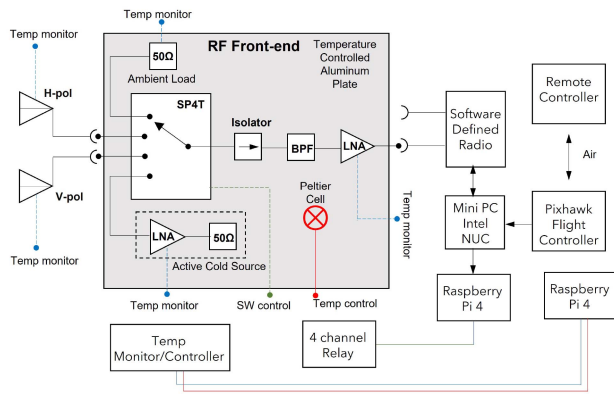 Temp monitor
RF Front-end
Temperature
Controlled
Aluminum
Plate
Temp monitor
H-pol
50Ω
Ambient Load
SP4T
Isolator
BPF
LNA
V-pol
Temp monitor
LNA
50Ω
Active Cold Source
Peltier
Cell
Temp monitor
Temp monitor
SW control
Temp control
Software
Defined
Radio
Remote
Controller
Air
Mini PC
Intel
NUC
Pixhawk
Flight
Controller
Raspberry
Pi 4
Raspberry
Pi 4
Temp
Monitor/Controller
4 channel
Relay